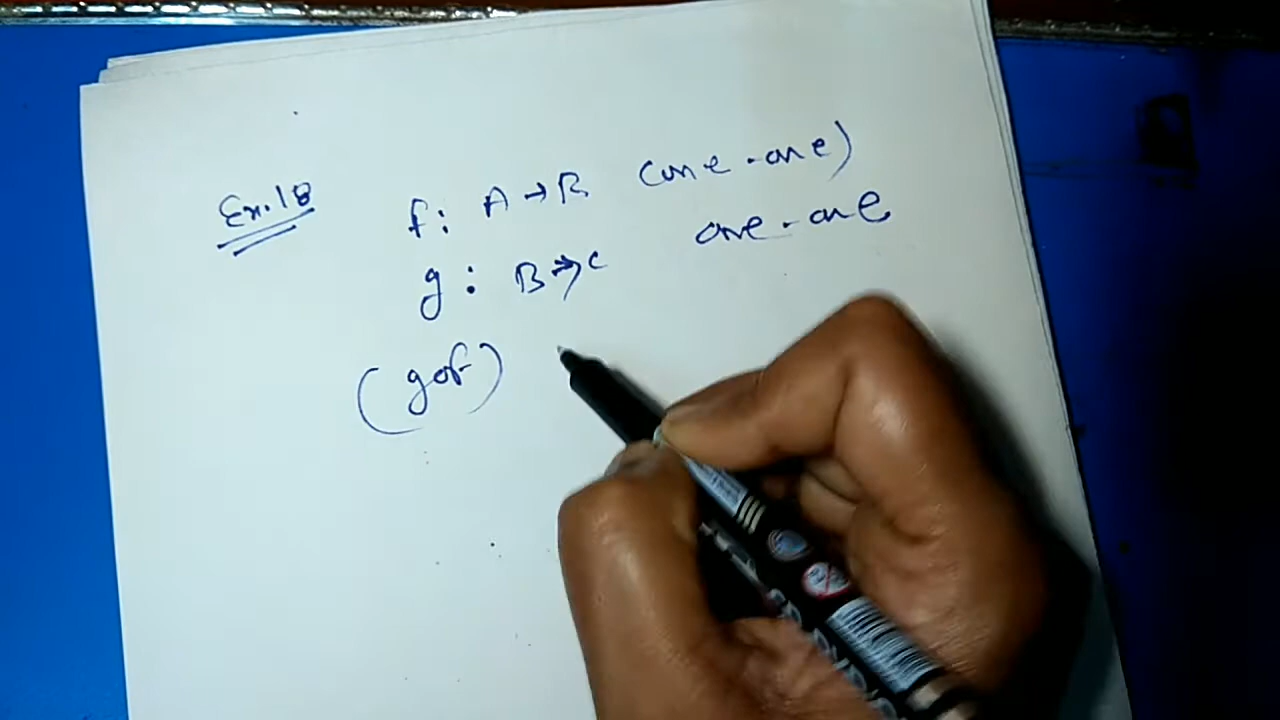 Ex.18
f: A→B (one-one)
g: B→C one-one
(gof)